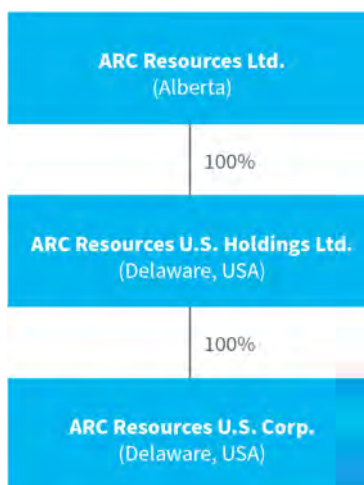 ARC Resources Ltd.
(Alberta)
100%
ARC Resources U.S. Holdings Ltd.
(Delaware, USA)
100%
ARC Resources U.S. Corp.
(Delaware, USA)